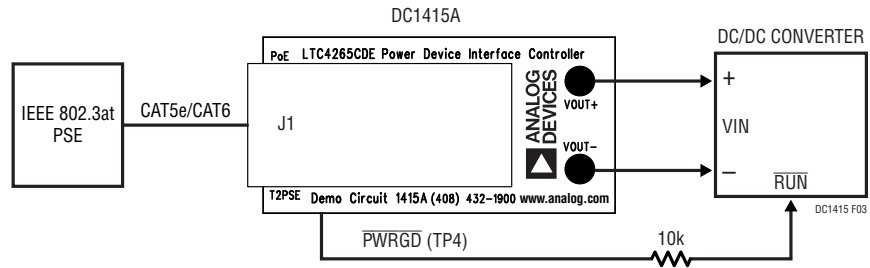 DC1415A
DC/DC CONVERTER
PoE LTC4265CDE Power Device Interface Controller
IEEE 802.3at
PSE
CAT5e/CAT6
J1
ANALOG
DEVICES
VOUT+
VOUT−
+
VIN
−
RUN
T2PSE Demo Circuit 1415A (408) 432-1900 www.analog.com
DC1415 F03
PWRGD (TP4)
10k